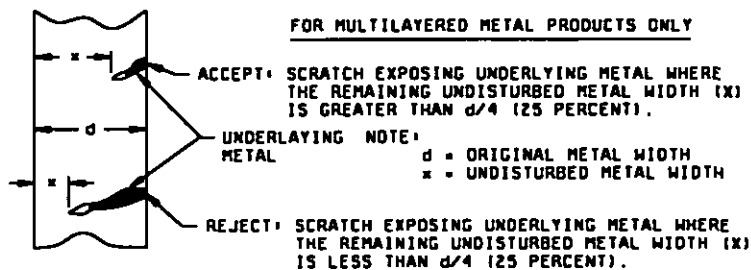 FOR MULTILAYERED METAL PRODUCTS ONLY
x
ACCEPT: SCRATCH EXPOSING UNDERLYING METAL WHERE
THE REMAINING UNDISTURBED METAL WIDTH (X)
IS GREATER THAN d/4 (25 PERCENT).
d
UNDERLAYING METAL
NOTE:
d = ORIGINAL METAL WIDTH
x = UNDISTURBED METAL WIDTH
x
REJECT: SCRATCH EXPOSING UNDERLYING METAL WHERE
THE REMAINING UNDISTURBED METAL WIDTH (X)
IS LESS THAN d/4 (25 PERCENT).